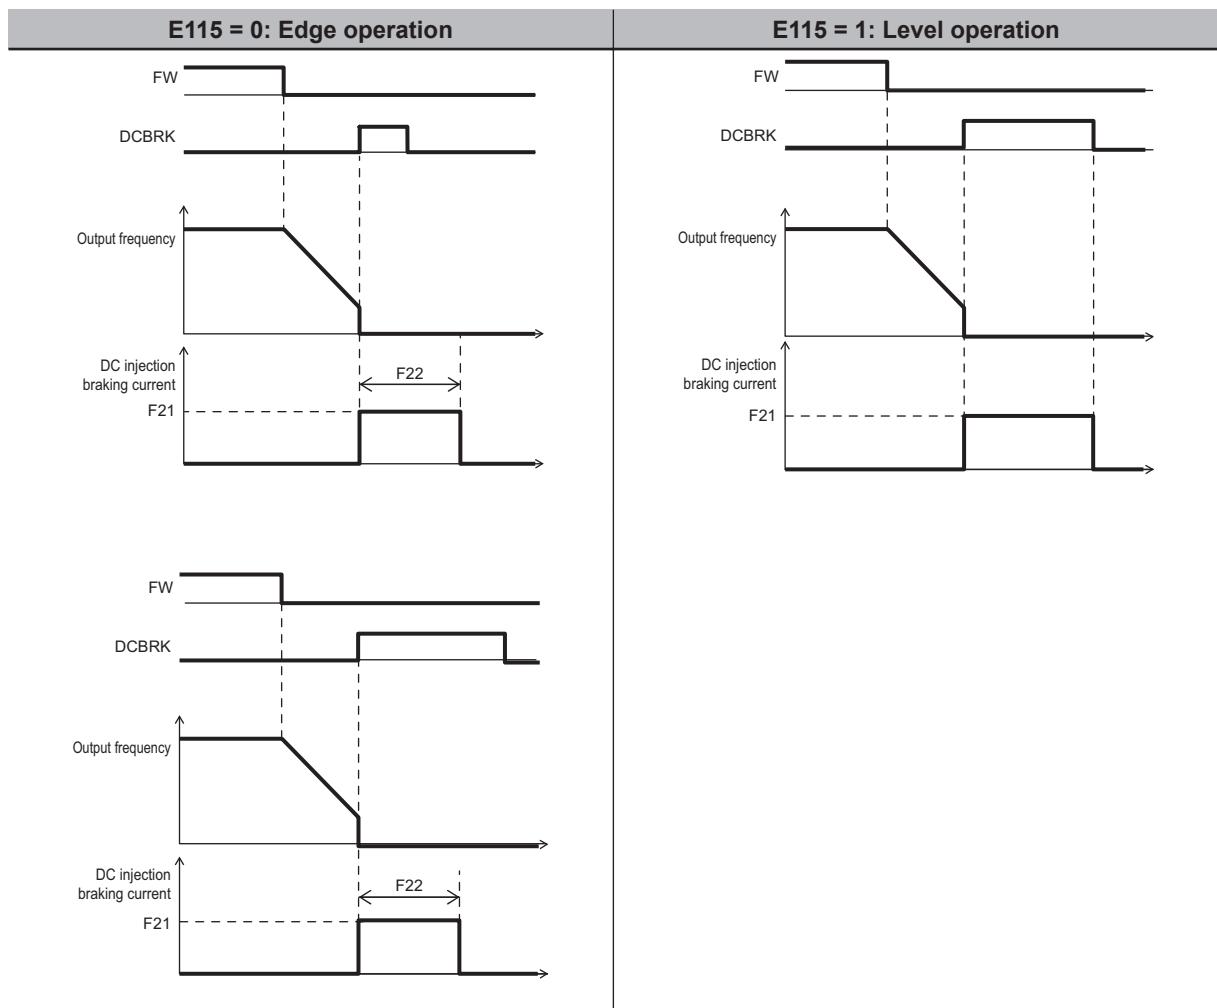 E115 = 0: Edge operation
FW
DCBRK
Output frequency
DC injection
braking current
F22
F21
FW
DCBRK
Output frequency
DC injection
braking current
F22
F21
E115 = 1: Level operation
FW
DCBRK
Output frequency
DC injection
braking current
F21